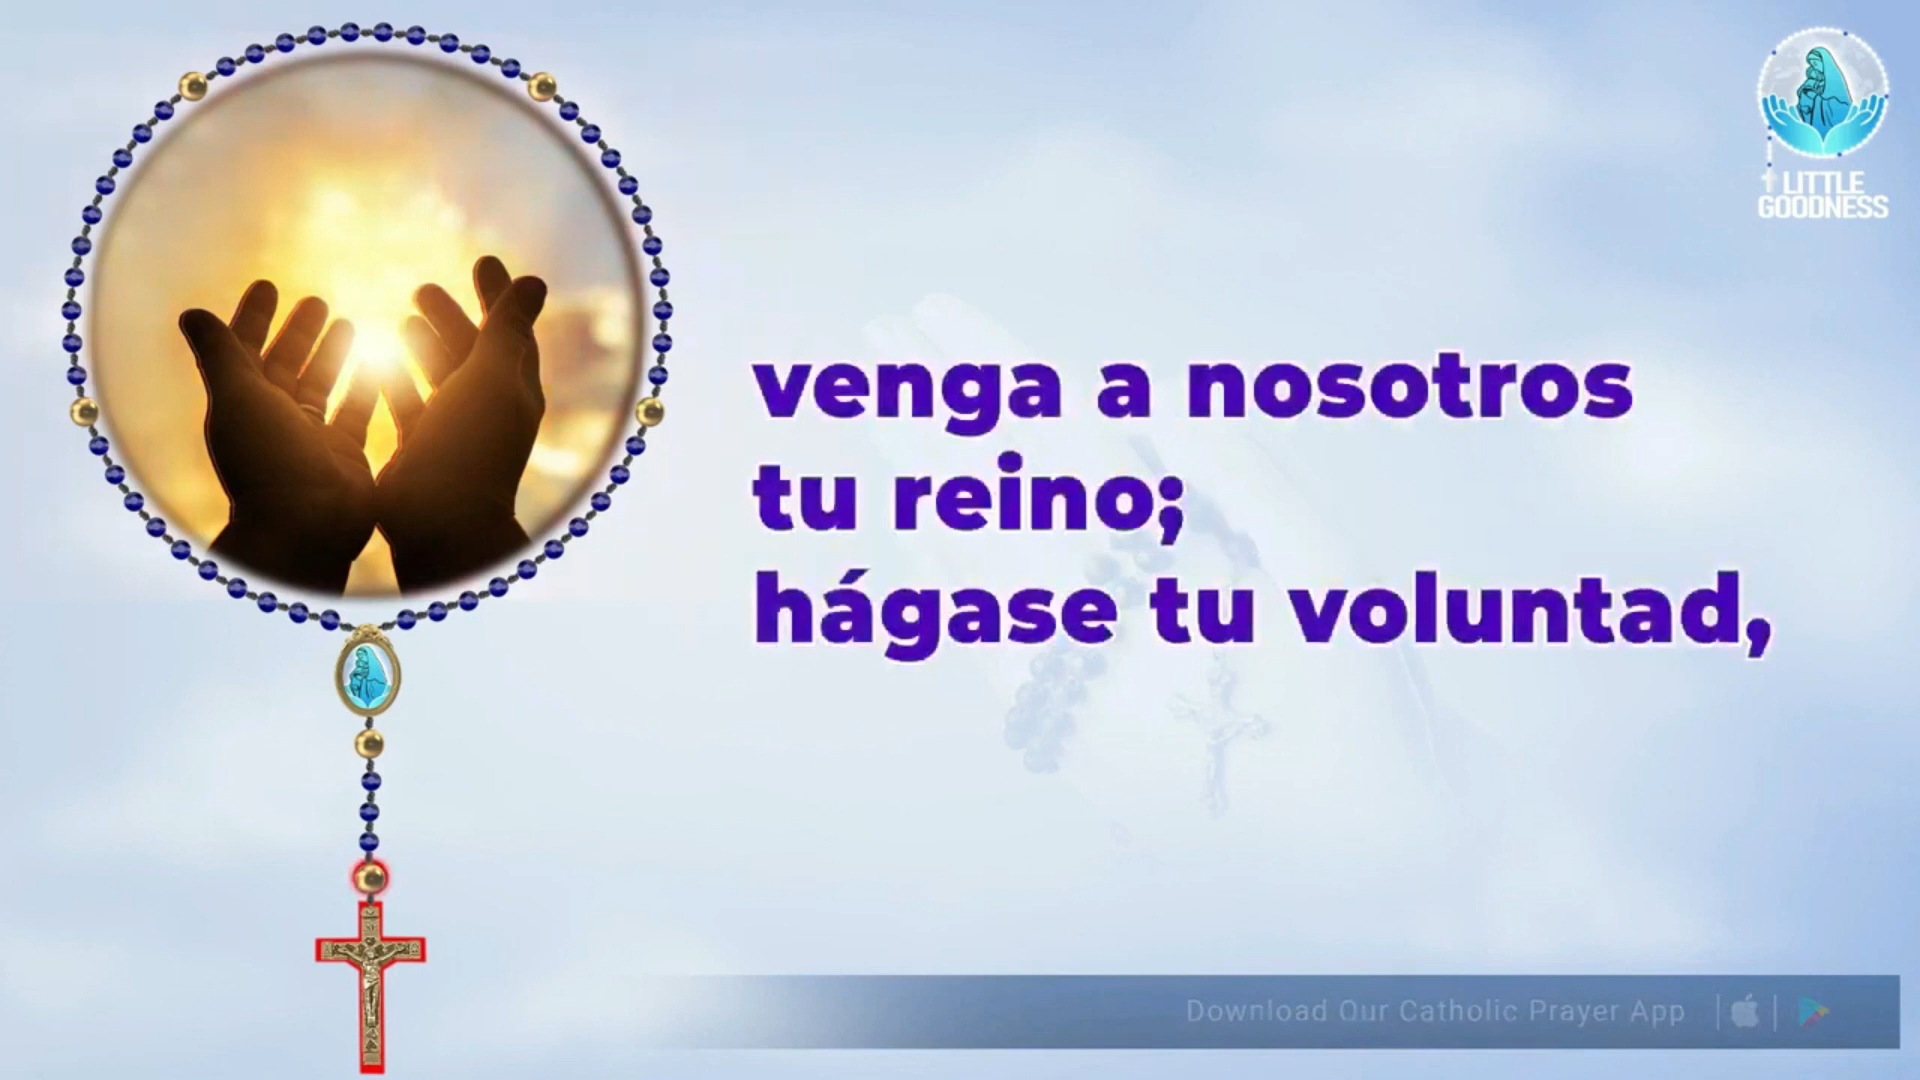 LITTLE
GOODNESS
venga a nosotros
tu reino;
hágase tu voluntad,
Download Our Catholic Prayer App